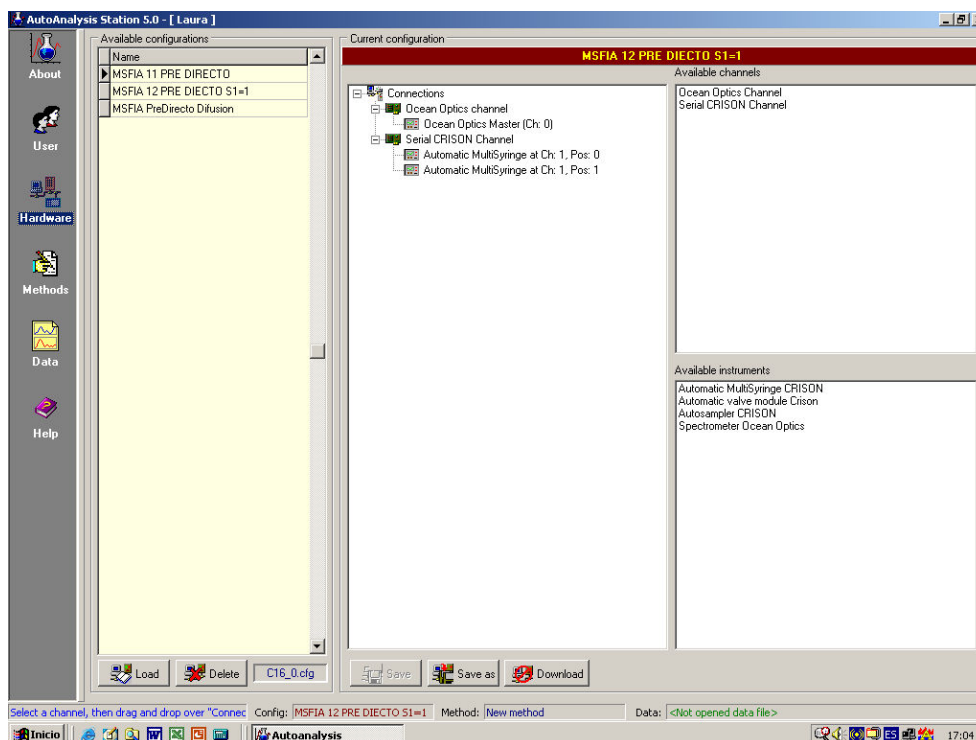 AutoAnalysis Station 5.0 - [ Laura ]
About
User
Hardware
Methods
Data
Help
Available configurations
Name
MSFIA 11 PRE DIRECTO
MSFIA 12 PRE DIECTO S1=1
MSFIA PreDirecto Difusion
Load
Delete
C16_0.cfg
Current configuration
MSFIA 12 PRE DIECTO S1=1
Connections
Ocean Optics channel
Ocean Optics Master (Ch: 0)
Serial CRISON Channel
Automatic MultiSyringe at Ch: 1, Pos: 0
Automatic MultiSyringe at Ch: 1, Pos: 1
Available channels
Ocean Optics Channel
Serial CRISON Channel
Available instruments
Automatic MultiSyringe CRISON
Automatic valve module Crison
Autosampler CRISON
Spectrometer Ocean Optics
Save
Save as
Download
Select a channel, then drag and drop over "Connec
Config: MSFIA 12 PRE DIECTO S1=1
Method: New method
Data: <Not opened data file>
Inicio
Autoanalysis
ES
17:04